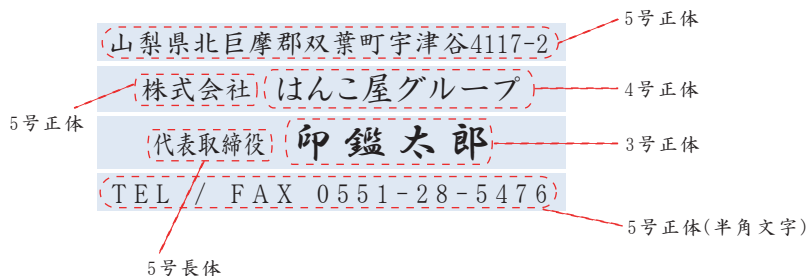 山梨県北巨摩郡双葉町宇津谷4117-2
5号正体
株式会社 はんこ屋グループ
4号正体
5号正体
代表取締役 印鑑太郎
3号正体
TEL / FAX 0551-28-5476
5号正体(半角文字)
5号長体